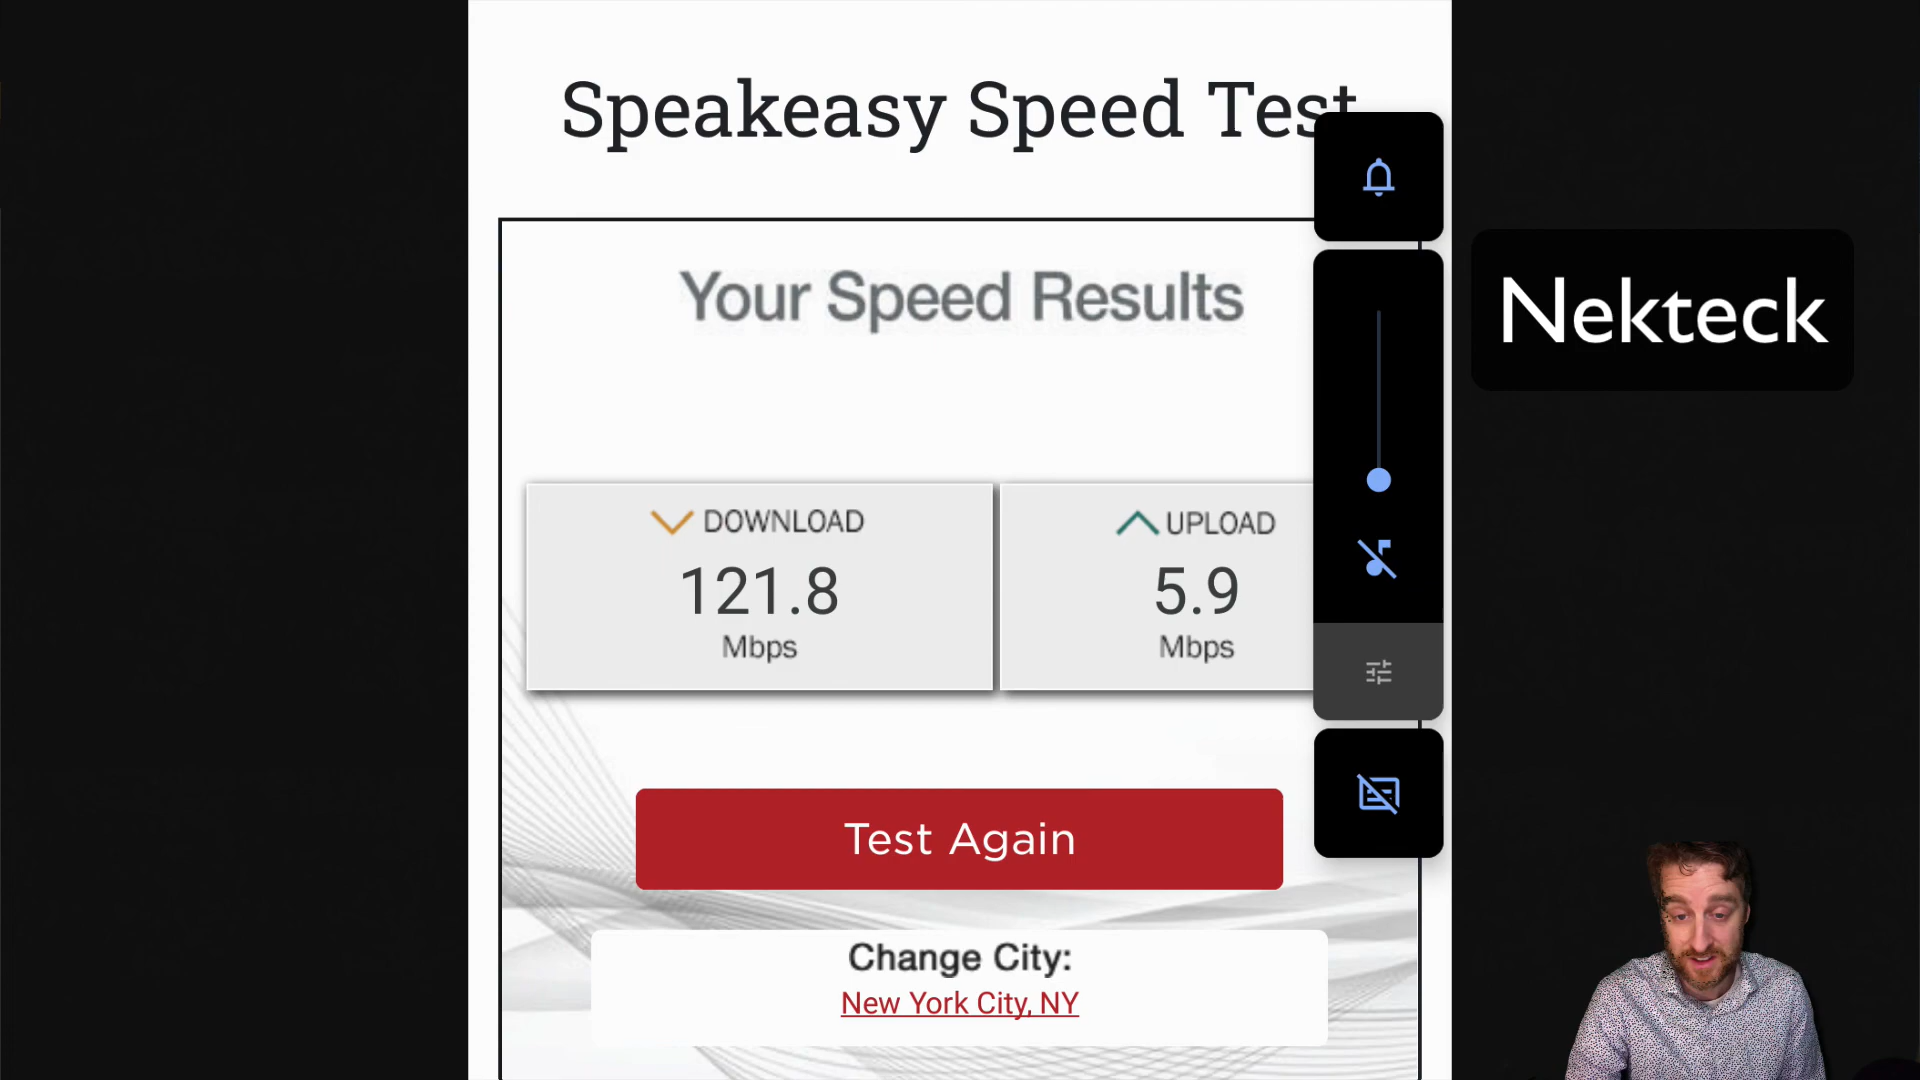 Speakeasy Speed Test
Your Speed Results
DOWNLOAD
121.8
Mbps
UPLOAD
5.9
Mbps
Test Again
Change City:
New York City, NY
Nekteck